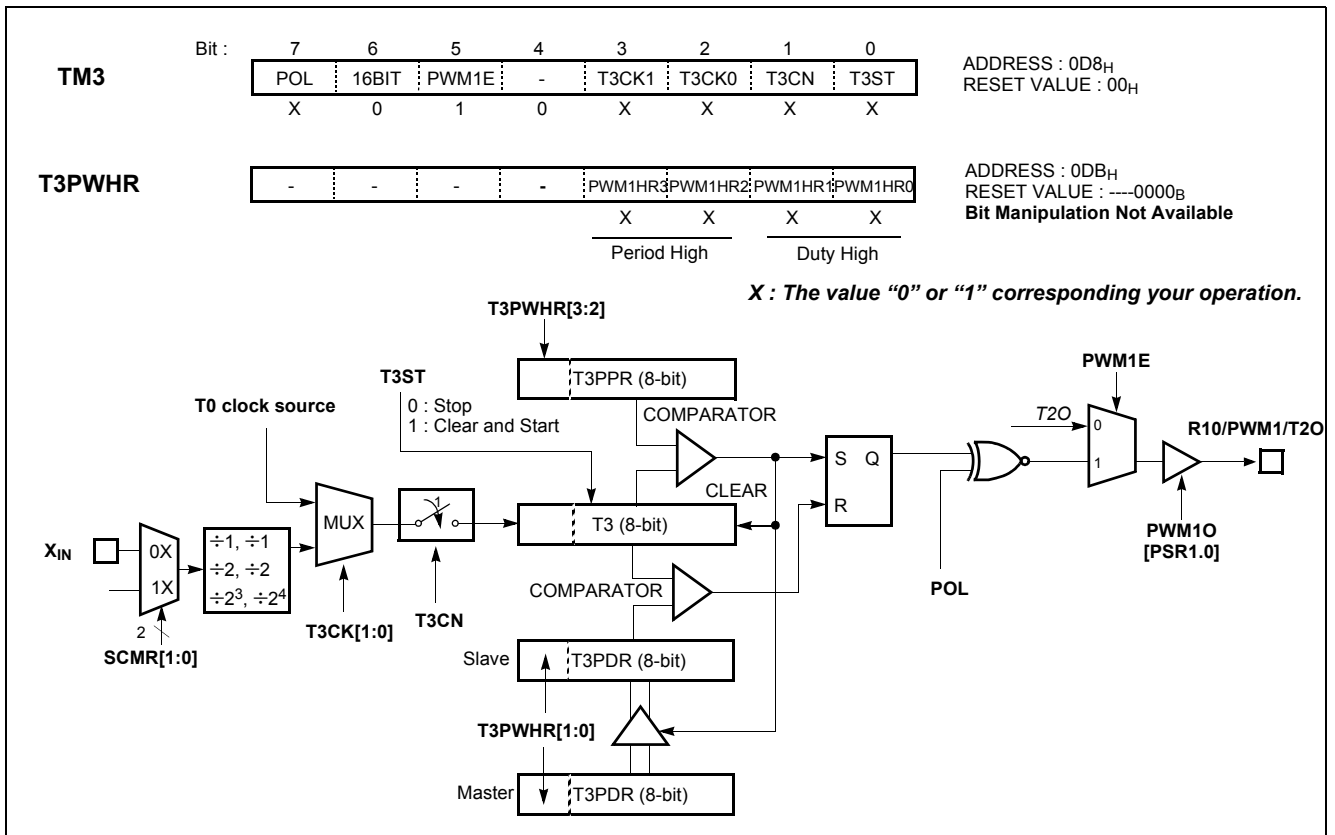 Bit : 7 6 5 4 3 2 1 0
TM3 POL 16BIT PWM1E - T3CK1 T3CK0 T3CN T3ST
X 0 1 0 X X X X
ADDRESS : 0D8H
RESET VALUE : 00H
T3PWHR - - - - PWM1HR3 PWM1HR2 PWM1HR1 PWM1HR0
X X X X
Period High Duty High
ADDRESS : 0DBH
RESET VALUE : ----0000B
Bit Manipulation Not Available
X : The value “0” or “1” corresponding your operation.
T3PWHR[3:2]
T3PPR (8-bit)
T3ST
0 : Stop
1 : Clear and Start
COMPARATOR
T0 clock source
PWM1E
T2O
0
1
R10/PWM1/T2O
S Q
R
CLEAR
MUX
1
T3 (8-bit)
XIN
0X
1X
÷1, ÷1
÷2, ÷2
÷2³, ÷2⁴
2
SCMR[1:0]
T3CK[1:0]
T3CN
COMPARATOR
POL
PWM1O
[PSR1.0]
Slave
T3PDR (8-bit)
T3PWHR[1:0]
Master
T3PDR (8-bit)